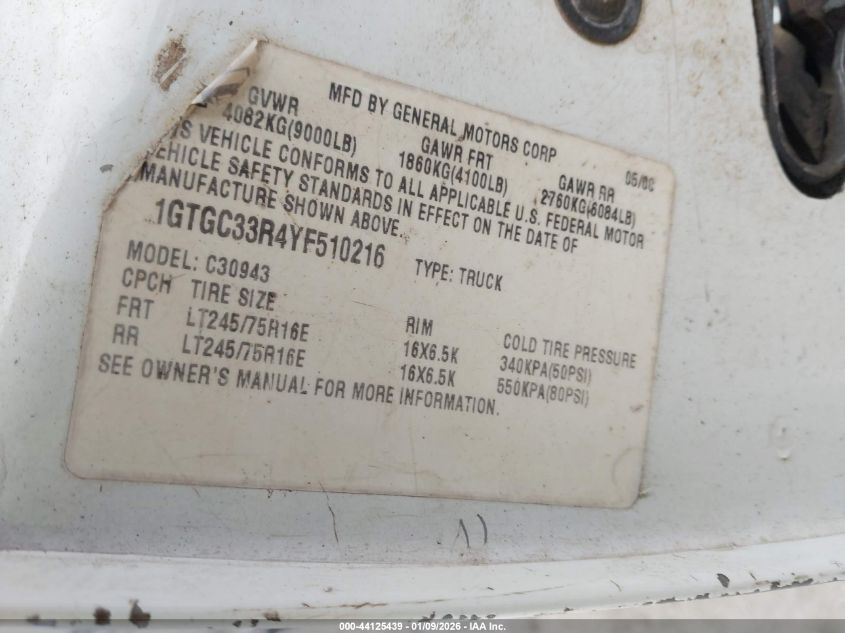 MFD BY GENERAL MOTORS CORP 05/00
GVWR GAWR FRT GAWR RR
4082KG(9000LB) 1860KG(4100LB) 2760KG(6084LB)
VEHICLE CONFORMS TO ALL APPLICABLE U.S. FEDERAL MOTOR
VEHICLE SAFETY STANDARDS IN EFFECT ON THE DATE OF
MANUFACTURE SHOWN ABOVE.
1GTGC33R4YF510216 TYPE: TRUCK
MODEL: C30943
CPCH TIRE SIZE RIM COLD TIRE PRESSURE
FRT LT245/75R16E 16X6.5K 340KPA(50PSI)
RR LT245/75R16E 16X6.5K 550KPA(80PSI)
SEE OWNER'S MANUAL FOR MORE INFORMATION.
000-44125439 - 01/09/2026 - IAA Inc.